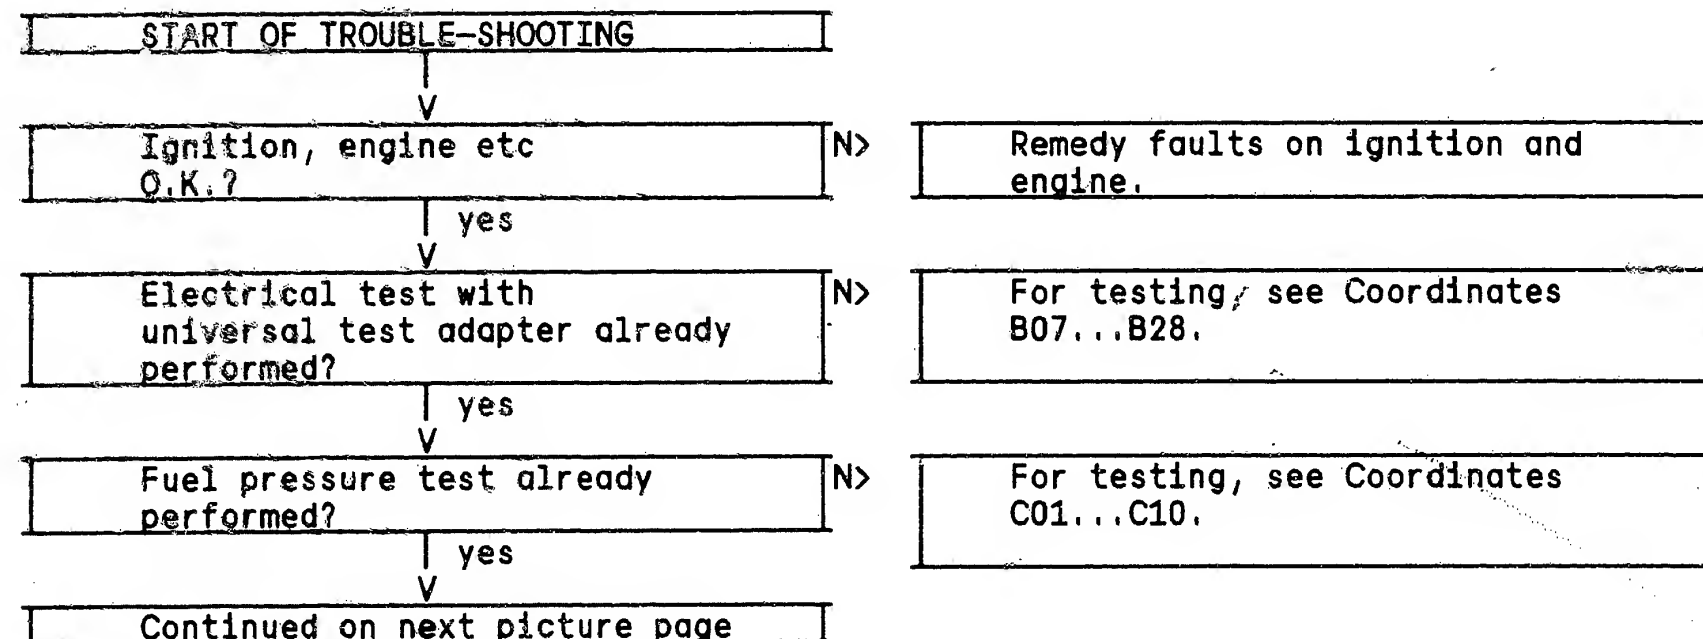 START OF TROUBLE-SHOOTING
V
Ignition, engine etc
O.K.?
N>
Remedy faults on ignition and
engine.
yes
V
Electrical test with
universal test adapter already
performed?
N>
For testing, see Coordinates
B07...B28.
yes
V
Fuel pressure test already
performed?
N>
For testing, see Coordinates
C01...C10.
yes
V
Continued on next picture page